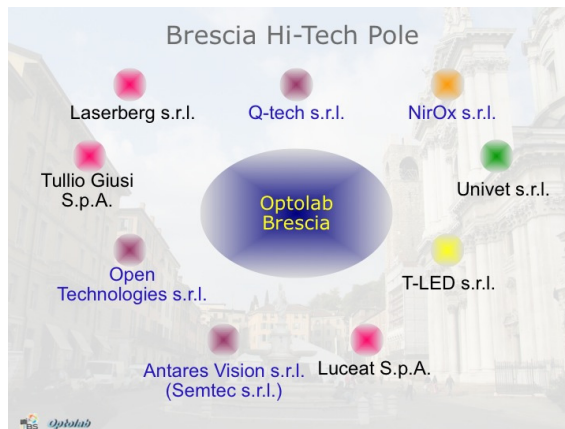 Brescia Hi-Tech Pole
Laserberg s.r.l.
Q-tech s.r.l.
NirOx s.r.l.
Tullio Giusi
S.p.A.
Univet s.r.l.
Optolab
Brescia
Open
Technologies s.r.l.
T-LED s.r.l.
Antares Vision s.r.l.
(Semtec s.r.l.)
Luceat S.p.A.
BS
Optolab